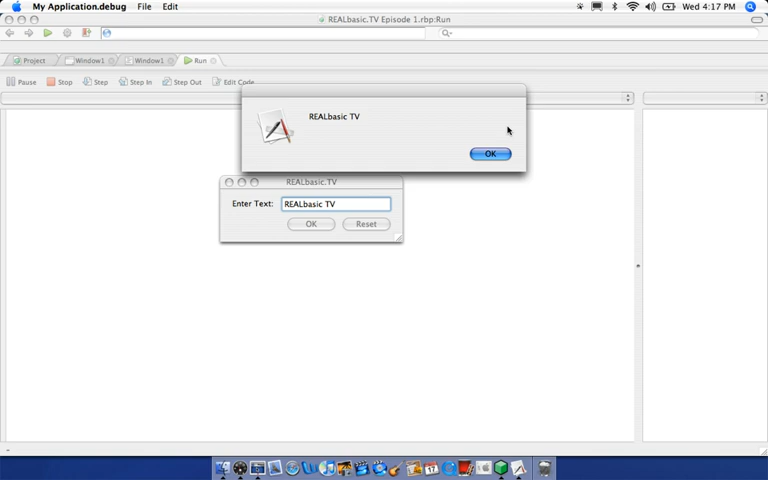 My Application.debug File Edit Wed 4:17 PM
REALbasic.TV Episode 1.rbp:Run
Project Window1 Window1 Run
Pause Stop Step Step In Step Out Edit Code
REALbasic TV
OK
REALbasic.TV
Enter Text: REALbasic TV
OK Reset
17